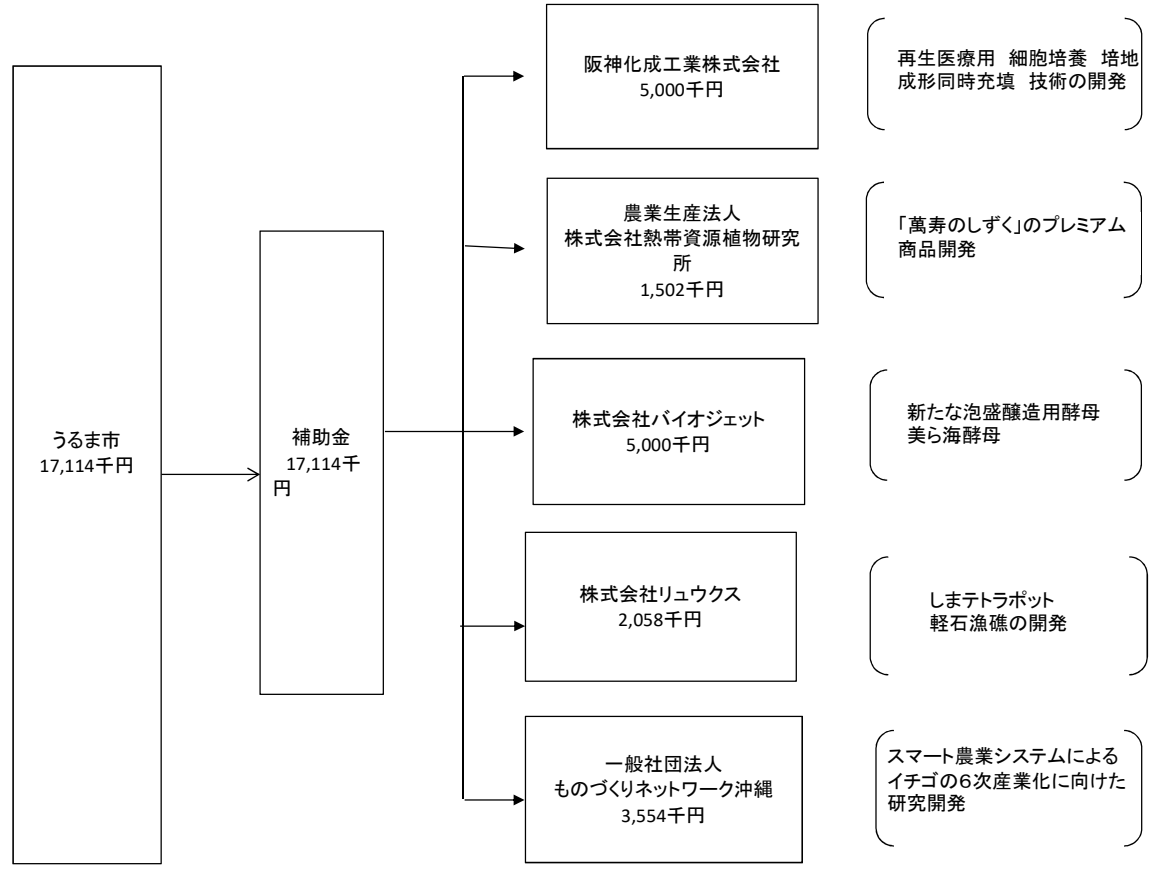 うるま市
17,114千円
補助金
17,114千
円
阪神化成工業株式会社
5,000千円
再生医療用 細胞培養 培地
成形同時充填 技術の開発
農業生産法人
株式会社熱帯資源植物研究
所
1,502千円
「萬寿のしずく」のプレミアム
商品開発
株式会社バイオジェット
5,000千円
新たな泡盛醸造用酵母
美ら海酵母
株式会社リュウクス
2,058千円
しまテトラポット
軽石漁礁の開発
一般社団法人
ものづくりネットワーク沖縄
3,554千円
スマート農業システムによる
イチゴの6次産業化に向けた
研究開発